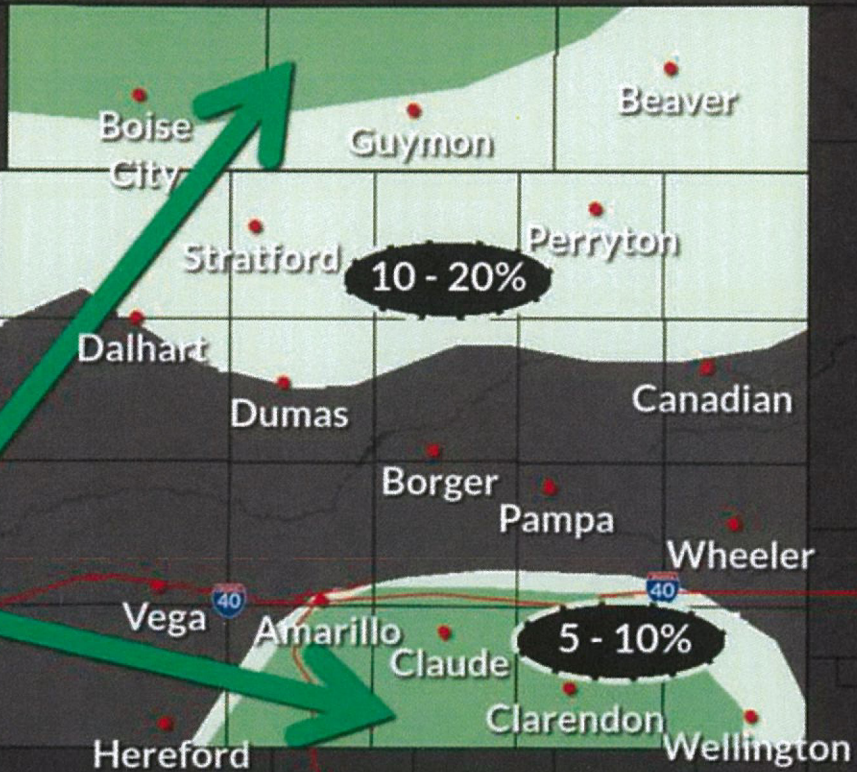 Beaver
Boise
City
Guymon
Stratford
Perryton
10 - 20%
Dalhart
Dumas
Canadian
Borger
Pampa
Wheeler
40
40
Vega
Amarillo
5 - 10%
Claude
Clarendon
Hereford
Wellington